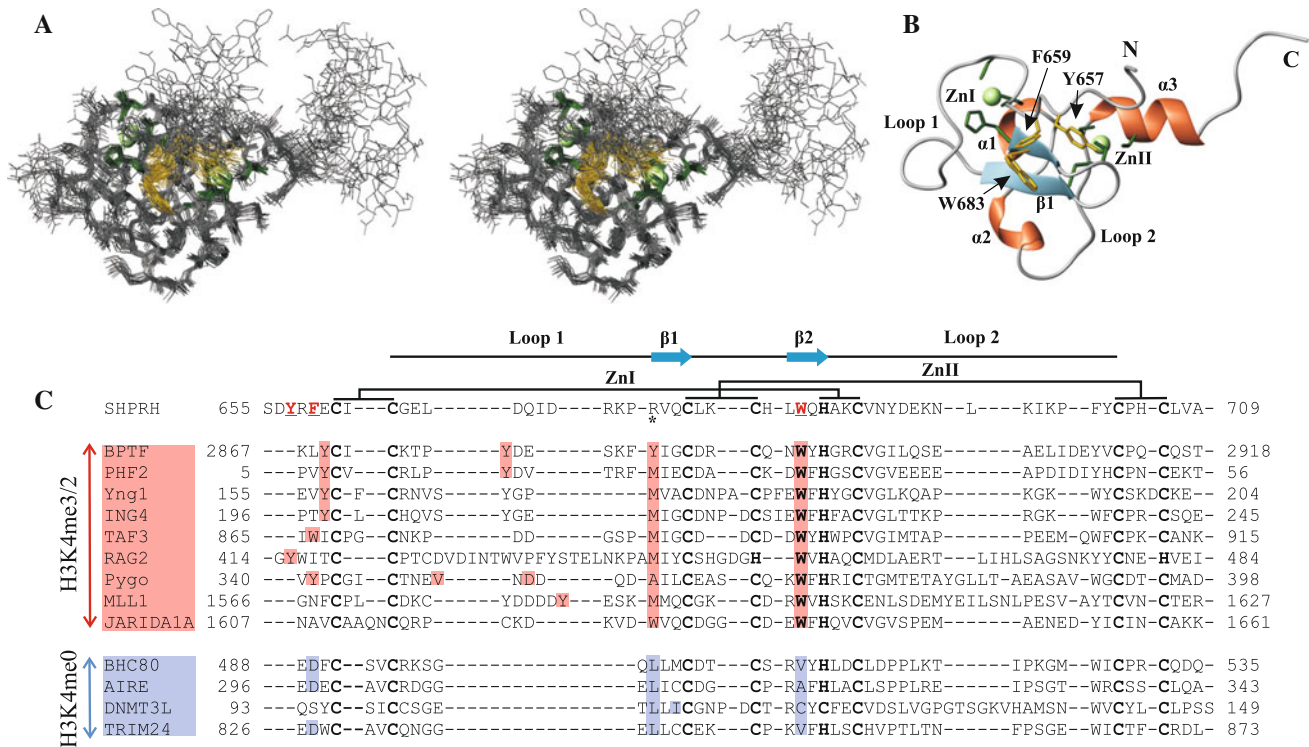 A
B
N
C
F659
Y657
α3
ZnI
Loop 1
α1
ZnII
W683
β1
α2
Loop 2
Loop 1
β1
β2
Loop 2
ZnI
ZnII
C
SHPRH 655 SDYRFECI---CGEL------DQID-----RKP-RVQCLK---CH-LWQHAKCVNYDEKN--L---KIKP--FYCPH-CLVA- 709
*
H3K4me3/2
BPTF 2867 --KLYCI---CKTP------YDE------SKF-YIGCDR---CQ-NWYHGRCVGILQSE-----AELIDEYVCPQ-CQST- 2918
PHF2 5 --PVYCV---CRLP------YDV------TRF-MIECDA---CK-DWFHGSCVGVEEEE-----APDIDIYHCPN-CEKT- 56
Yng1 155 --EVYCF---CRNVS-----YGP----------MVACDNPA-CPFEWFHYGCVGLKQAP-----KGK---WYCSKDCKE-- 204
ING4 196 --PTYCL---CHQVS-----YGE----------MIGCDNPD-CSIEWFHFACVGLTTKP-----RGK---WFCPR-CSQE- 245
TAF3 865 --IWICPG--CNKP------DD-------GSP-MIGCD---DCD-DWYHWPCVGIMTAP-----PEEM-QWFCPK-CANK- 915
RAG2 414 -GYWITC---CPTCDVDINTWVPFYSTELNKPAMIYCSHGDGHWVHAQCMDLAERT--LIHLSAGSNKYYCNE-HVEI- 484
Pygo 340 --VYPCGI--CTNEV----ND--------QD--AILCEAS--CQ-KWFHRICTGMTETAYGLLT-AEASAV-WGCDT-CMAD- 398
MLL1 1566 --GNFCPL--CDKC------YDDDDY---ESK-MMQCGK---CD-RWVHSKCENLSDEMYEILSNLPESV-AYTCVN-CTER- 1627
JARIDA1A 1607 --NAVCAAQNCQRP------CKD------KVD-WVQCDGG--CD-EWFHQVCVGVSPEM-----AENED-YICIN-CAAK- 1661
H3K4me0
BHC80 488 --EDFC--SVCRKSG-----------------QLLMCDT---CS-RVYHLDCLDPPLKT-----IPKGM--WICPR-CQDQ- 535
AIRE 296 --EDEC--AVCRDGG-----------------ELICCDG---CP-RAFHLACLSPPLRE-----IPSGT--WRCSS-CLQA- 343
DNMT3L 93 --QSYC--SICCSGE-----------------TLLICGNPDCT-RCYCFECVDSLVGPGTSGKVHAMSN--WVCYL-CLPSS 149
TRIM24 826 --EDWC--AVCQNGG-----------------ELLCCEK---CP-KVFHLSCHVPTLTN----FPSGE--WICTF-CRDL- 873